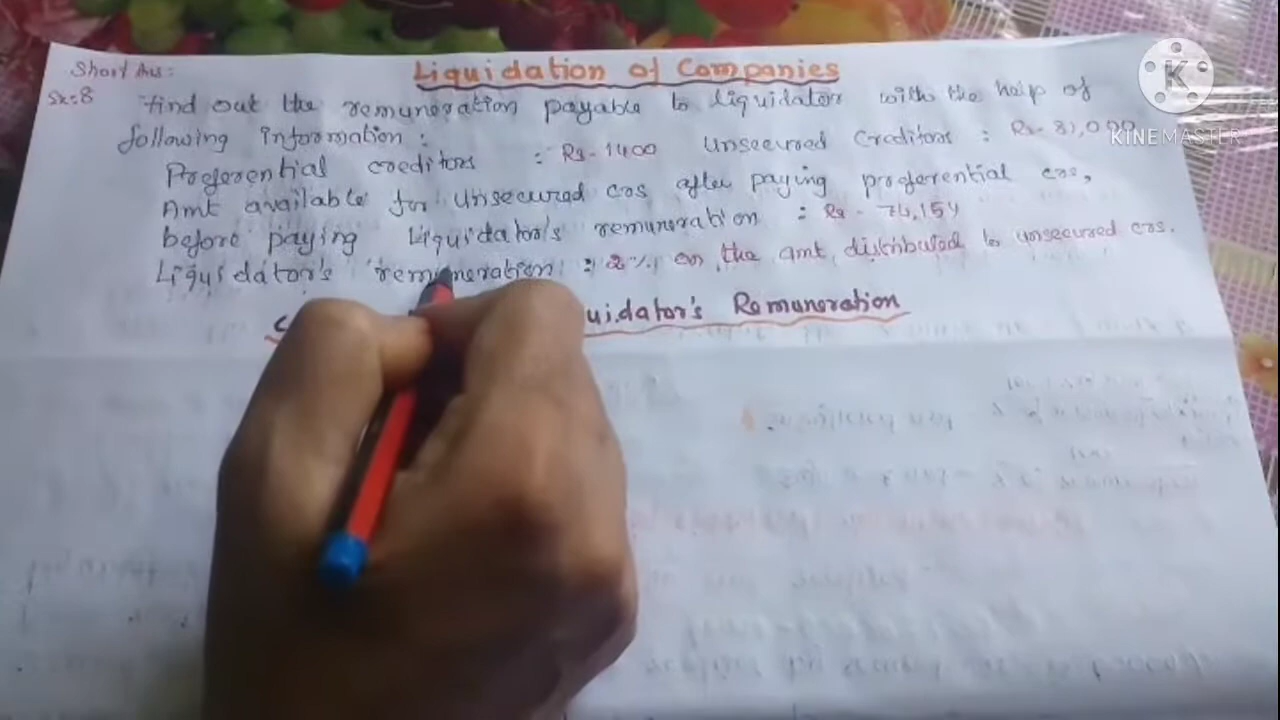 Short Ans:
Liquidation of Companies
Sx:8 Find out the remuneration payable to liquidator with the help of
following information:
Preferential creditors : Rs-1400 Unsecured Creditors : Rs-81,000
Amt available for Unsecured crs after paying preferential crs,
before paying Liquidator's remuneration : Rs-74,154
Liquidator's remuneration : 2% on the amt distributed to unsecured crs.
uidator's Remuneration
K
KINEMASTER